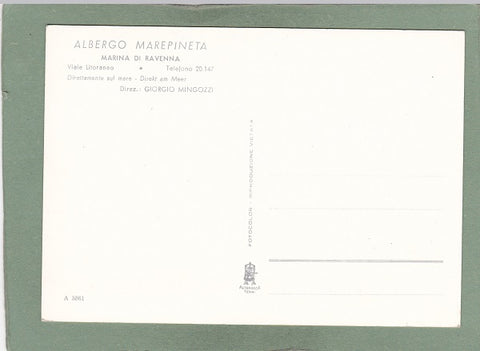 ALBERGO MAREPINETA
MARINA DI RAVENNA
Viale Litoraneo • Telefono 20.147
Direttamente sul mare - Direkt am Meer
Direz.: GIORGIO MINGOZZI
FOTOCOLOR - RIPRODUZIONE VIETATA
A 5061